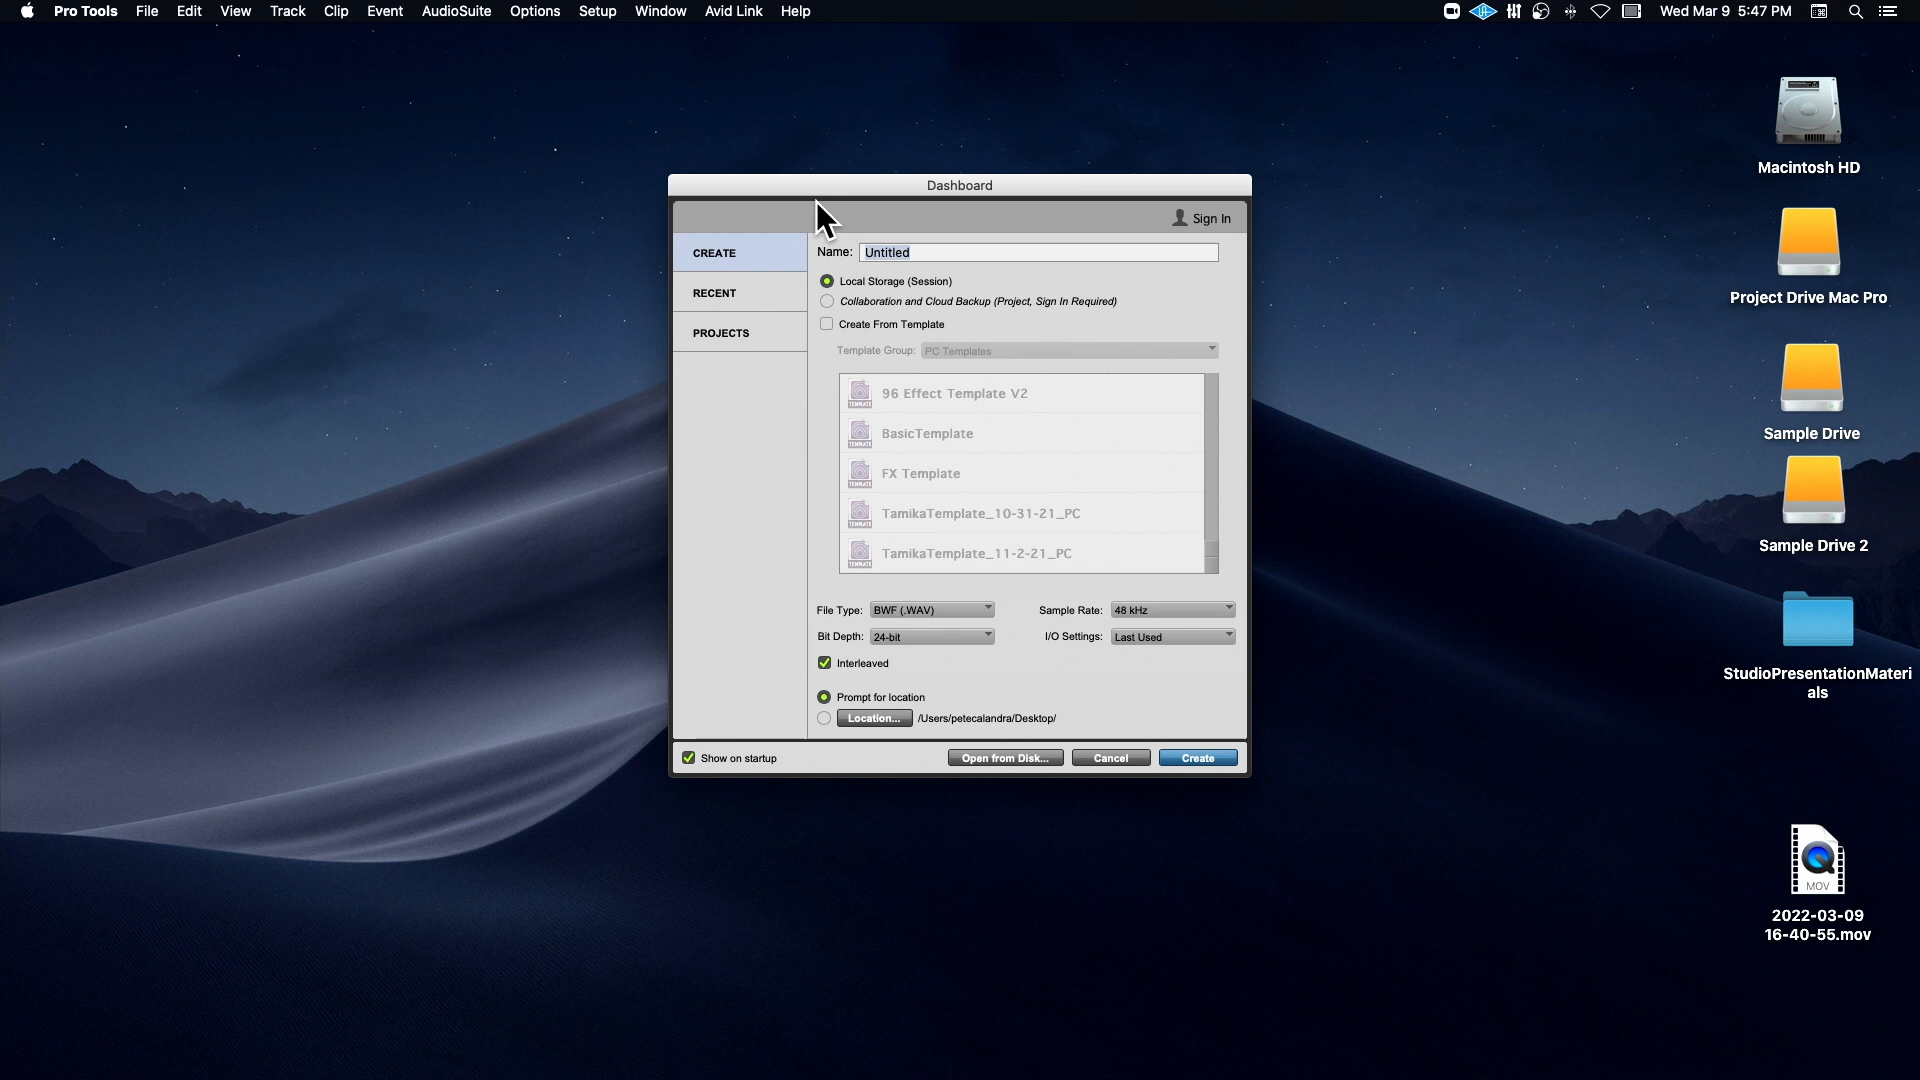 Pro Tools File Edit View Track Clip Event AudioSuite Options Setup Window Avid Link Help Wed Mar 9 5:47 PM
Dashboard
Sign In
CREATE
RECENT
PROJECTS
Name: Untitled
Local Storage (Session)
Collaboration and Cloud Backup (Project, Sign In Required)
Create From Template
Template Group: PC Templates
96 Effect Template V2
BasicTemplate
FX Template
TamikaTemplate_10-31-21_PC
TamikaTemplate_11-2-21_PC
File Type: BWF (.WAV) Sample Rate: 48 kHz
Bit Depth: 24-bit I/O Settings: Last Used
Interleaved
Prompt for location
Location... /Users/petecalandra/Desktop/
Show on startup Open from Disk... Cancel Create
Macintosh HD
Project Drive Mac Pro
Sample Drive
Sample Drive 2
StudioPresentationMateri
als
MOV
2022-03-09
16-40-55.mov